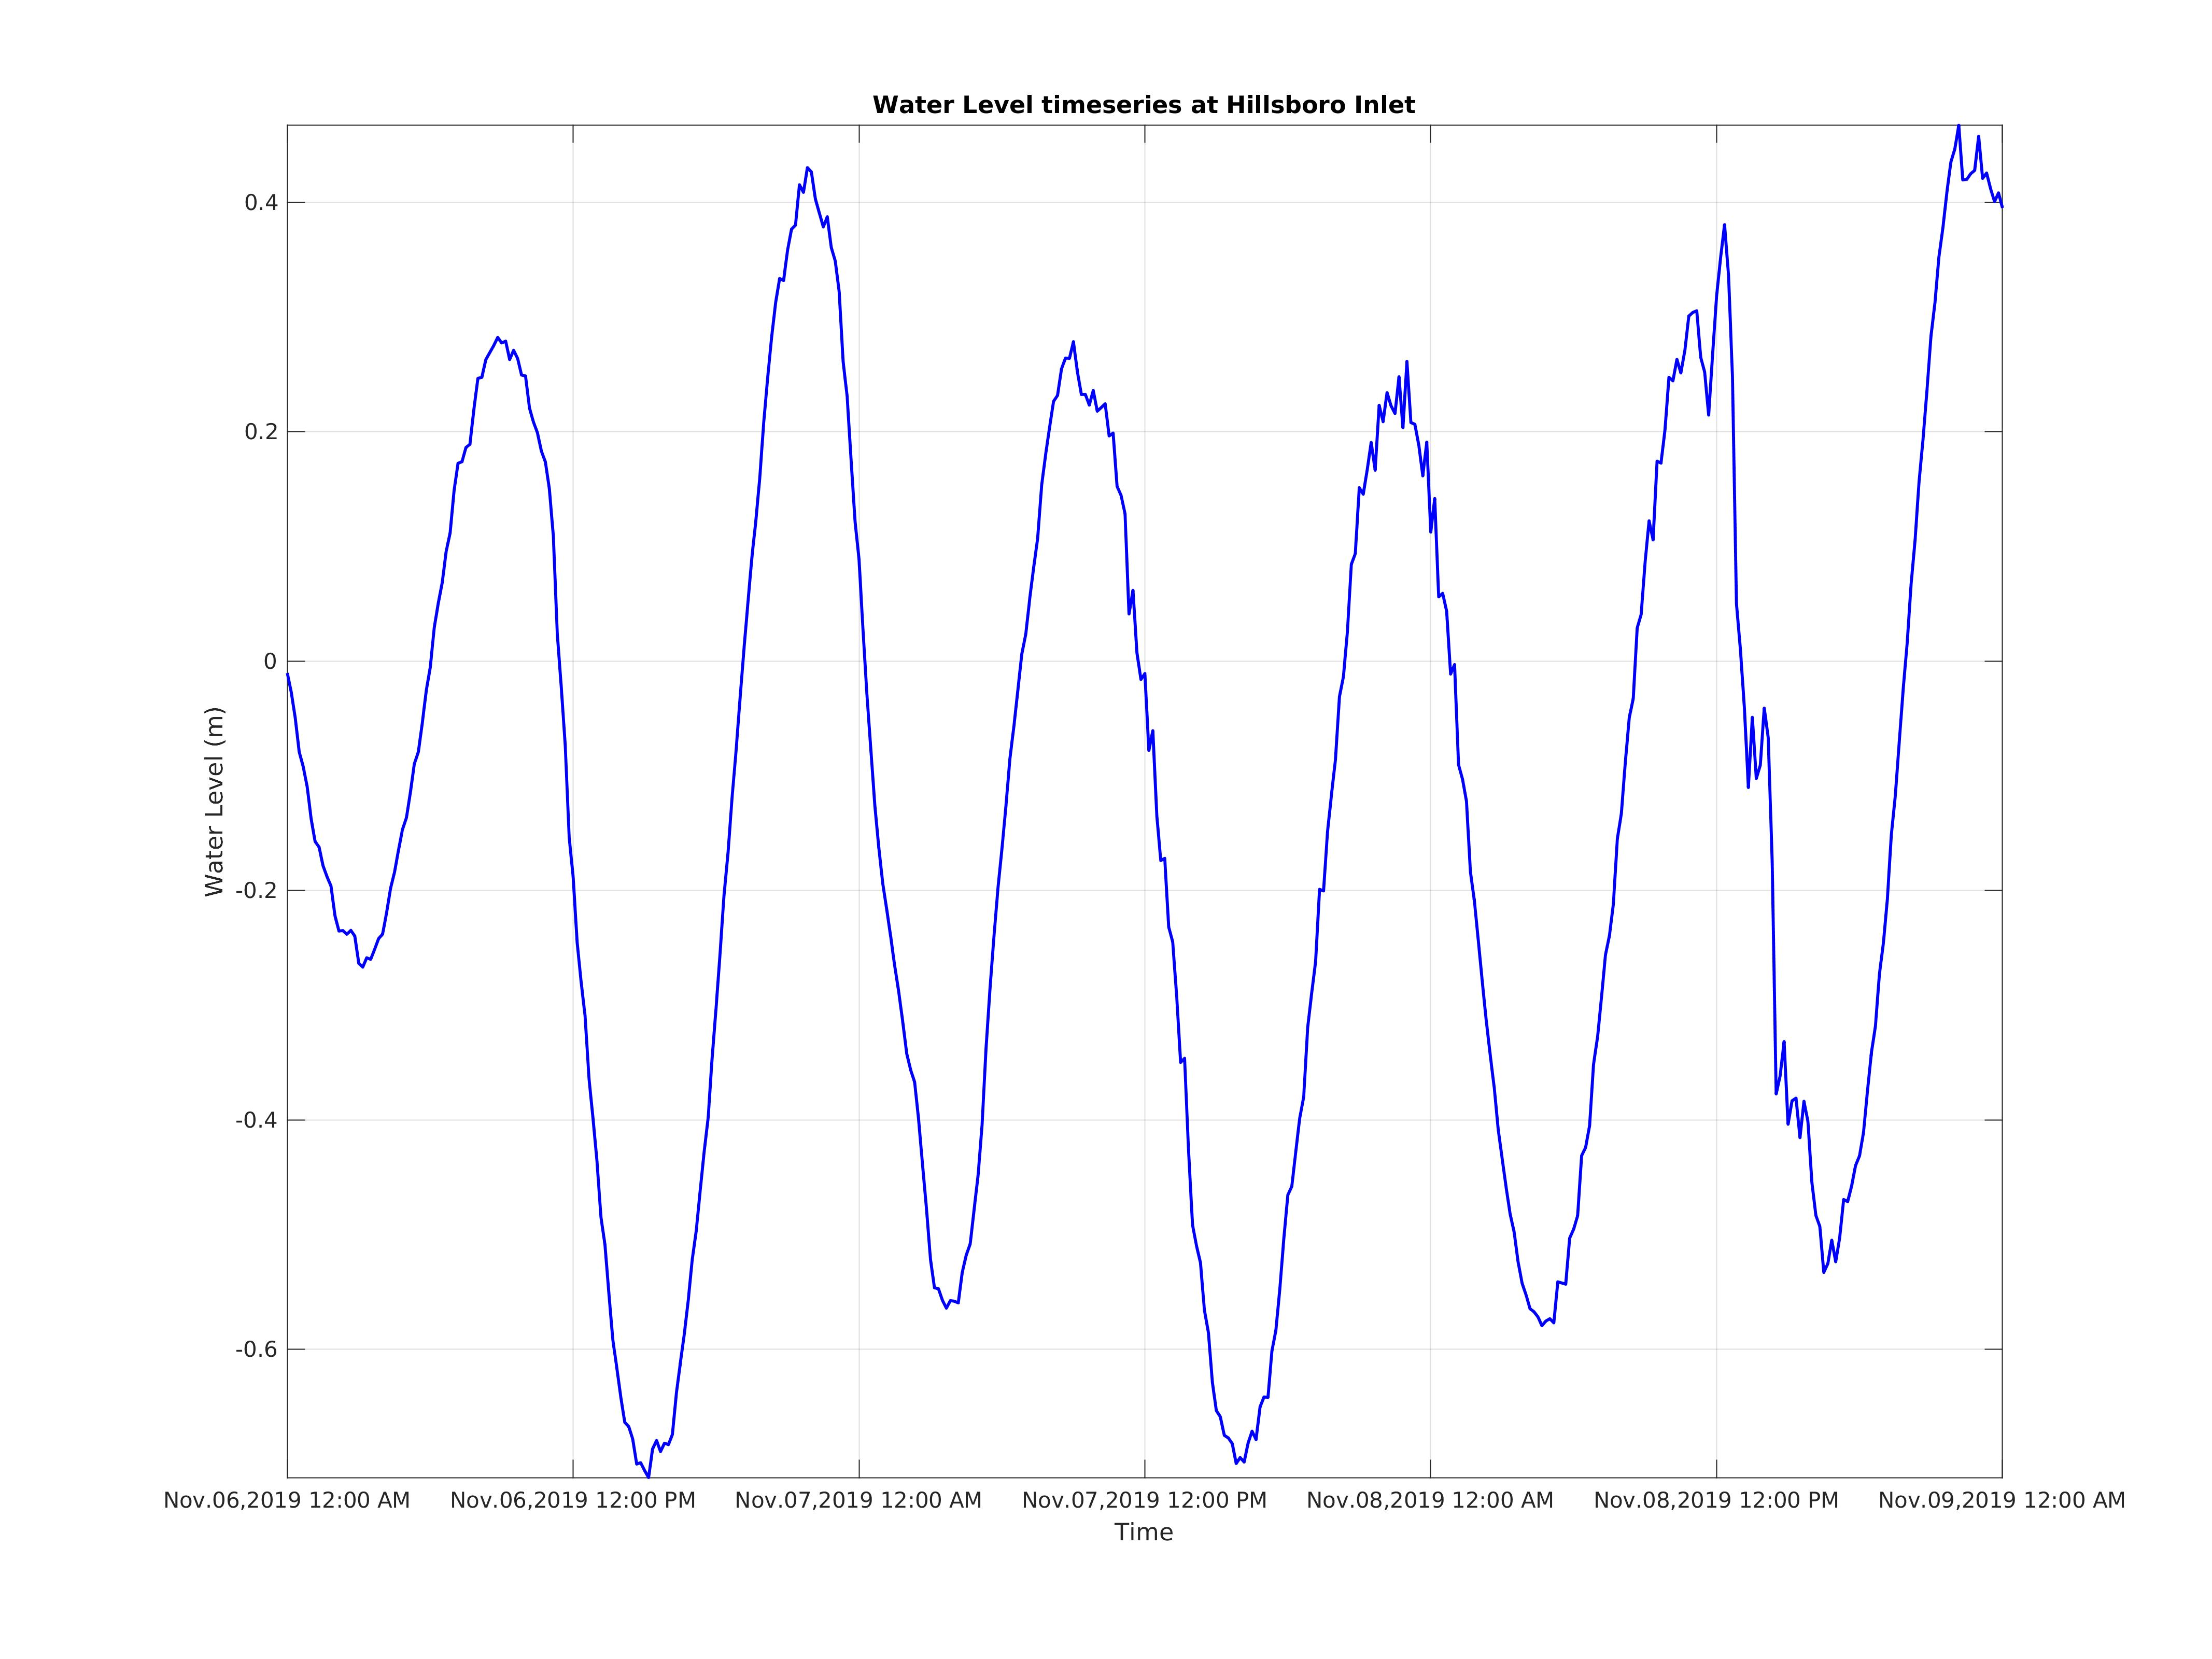 Water Level timeseries at Hillsboro Inlet
0.4
0.2
0
-0.2
-0.4
-0.6
Water Level (m)
Nov.06,2019 12:00 AM Nov.06,2019 12:00 PM Nov.07,2019 12:00 AM Nov.07,2019 12:00 PM Nov.08,2019 12:00 AM Nov.08,2019 12:00 PM Nov.09,2019 12:00 AM
Time